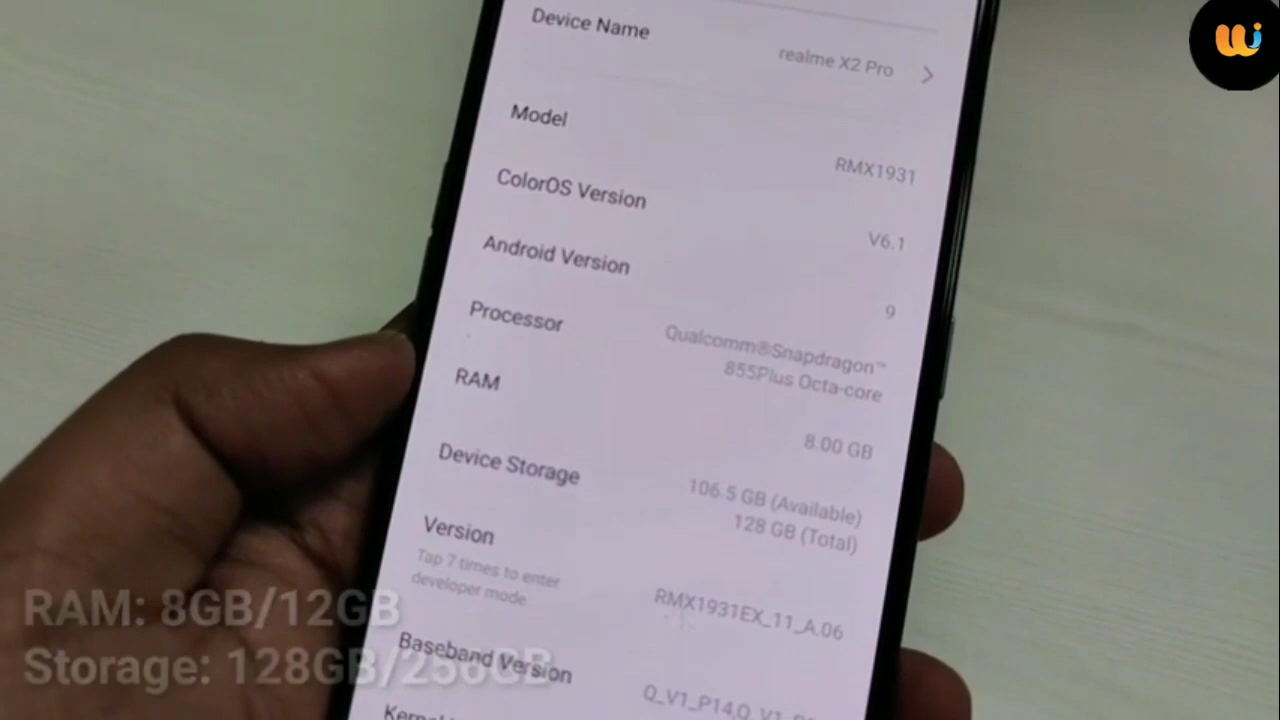 Device Name
realme X2 Pro
Model
RMX1931
ColorOS Version
V6.1
Android Version
9
Processor
Qualcomm®Snapdragon™
855Plus Octa-core
RAM
8.00 GB
Device Storage
106.5 GB (Available)
128 GB (Total)
Version
Tap 7 times to enter
developer mode
RMX1931EX_11_A.06
Baseband Version
Q_V1_P14,Q_V1
RAM: 8GB/12GB
Storage: 128GB/256GB